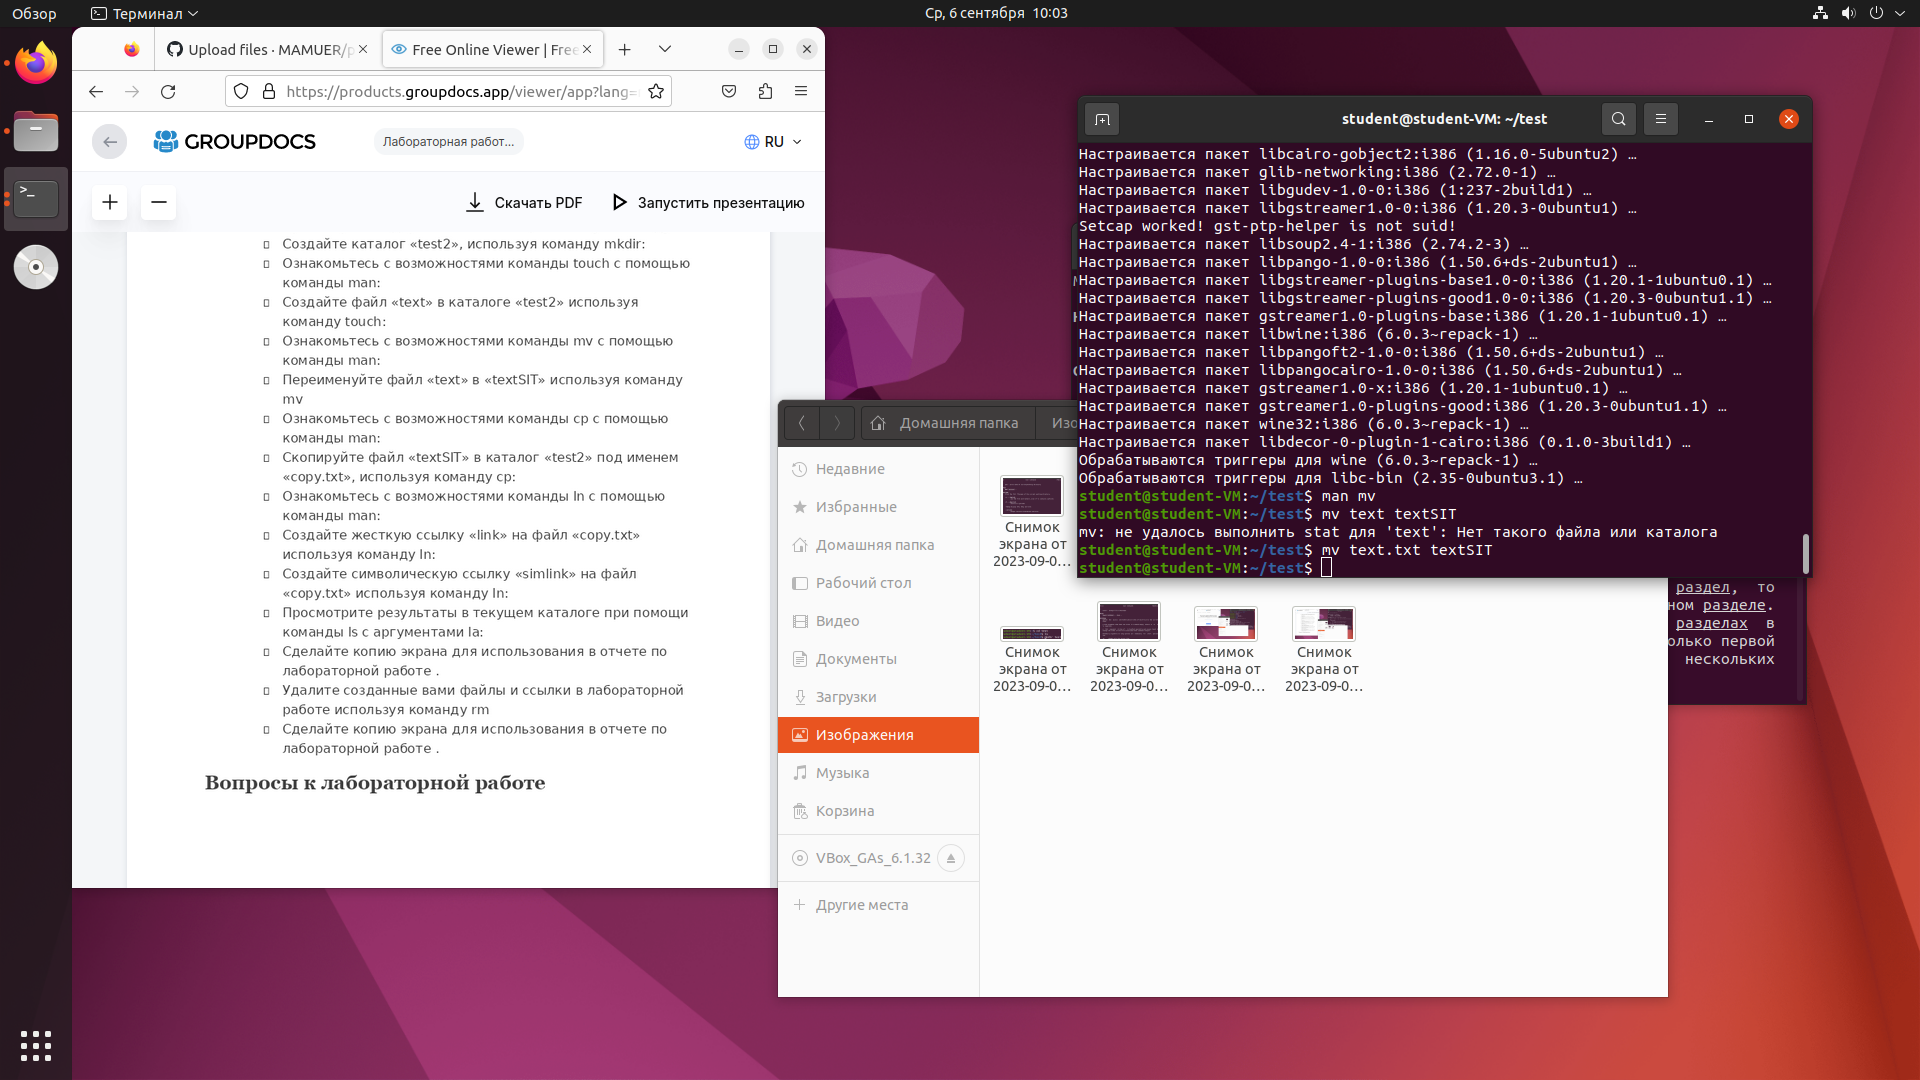 Обзор
Терминал
Ср, 6 сентября 10:03
Upload files · MAMUER/p
Free Online Viewer | Free
https://products.groupdocs.app/viewer/app?lang=
GROUPDOCS
Лабораторная работ...
RU
Скачать PDF
Запустить презентацию
Создайте каталог «test2», используя команду mkdir:
Ознакомьтесь с возможностями команды touch с помощью
команды man:
Создайте файл «text» в каталоге «test2» используя
команду touch:
Ознакомьтесь с возможностями команды mv с помощью
команды man:
Переименуйте файл «text» в «textSIT» используя команду
mv
Ознакомьтесь с возможностями команды cp с помощью
команды man:
Скопируйте файл «textSIT» в каталог «test2» под именем
«copy.txt», используя команду cp:
Ознакомьтесь с возможностями команды ln с помощью
команды man:
Создайте жесткую ссылку «link» на файл «copy.txt»
используя команду ln:
Создайте символическую ссылку «simlink» на файл
«copy.txt» используя команду ln:
Просмотрите результаты в текущем каталоге при помощи
команды ls с аргументами la:
Сделайте копию экрана для использования в отчете по
лабораторной работе .
Удалите созданные вами файлы и ссылки в лабораторной
работе используя команду rm
Сделайте копию экрана для использования в отчете по
лабораторной работе .
Вопросы к лабораторной работе
student@student-VM: ~/test
Настраивается пакет libcairo-gobject2:i386 (1.16.0-5ubuntu2) …
Настраивается пакет glib-networking:i386 (2.72.0-1) …
Настраивается пакет libgudev-1.0-0:i386 (1:237-2build1) …
Настраивается пакет libgstreamer1.0-0:i386 (1.20.3-0ubuntu1) …
Setcap worked! gst-ptp-helper is not suid!
Настраивается пакет libsoup2.4-1:i386 (2.74.2-3) …
Настраивается пакет libpango-1.0-0:i386 (1.50.6+ds-2ubuntu1) …
Настраивается пакет libgstreamer-plugins-base1.0-0:i386 (1.20.1-1ubuntu0.1) …
Настраивается пакет libgstreamer-plugins-good1.0-0:i386 (1.20.3-0ubuntu1.1) …
Настраивается пакет gstreamer1.0-plugins-base:i386 (1.20.1-1ubuntu0.1) …
Настраивается пакет libwine:i386 (6.0.3~repack-1) …
Настраивается пакет libpangoft2-1.0-0:i386 (1.50.6+ds-2ubuntu1) …
Настраивается пакет libpangocairo-1.0-0:i386 (1.50.6+ds-2ubuntu1) …
Настраивается пакет gstreamer1.0-x:i386 (1.20.1-1ubuntu0.1) …
Настраивается пакет gstreamer1.0-plugins-good:i386 (1.20.3-0ubuntu1.1) …
Настраивается пакет wine32:i386 (6.0.3~repack-1) …
Настраивается пакет libdecor-0-plugin-1-cairo:i386 (0.1.0-3build1) …
Обрабатываются триггеры для wine (6.0.3~repack-1) …
Обрабатываются триггеры для libc-bin (2.35-0ubuntu3.1) …
student@student-VM:~/test$ man mv
student@student-VM:~/test$ mv text textSIT
mv: не удалось выполнить stat для 'text': Нет такого файла или каталога
student@student-VM:~/test$ mv text.txt textSIT
student@student-VM:~/test$
раздел, то
ном разделе.
разделах в
олько первой
нескольких
Домашняя папка
Изо
Недавние
Избранные
Домашняя папка
Рабочий стол
Видео
Документы
Загрузки
Изображения
Музыка
Корзина
VBox_GAs_6.1.32
Другие места
Снимок
экрана от
2023-09-0…
Снимок
экрана от
2023-09-0…
Снимок
экрана от
2023-09-0…
Снимок
экрана от
2023-09-0…
Снимок
экрана от
2023-09-0…